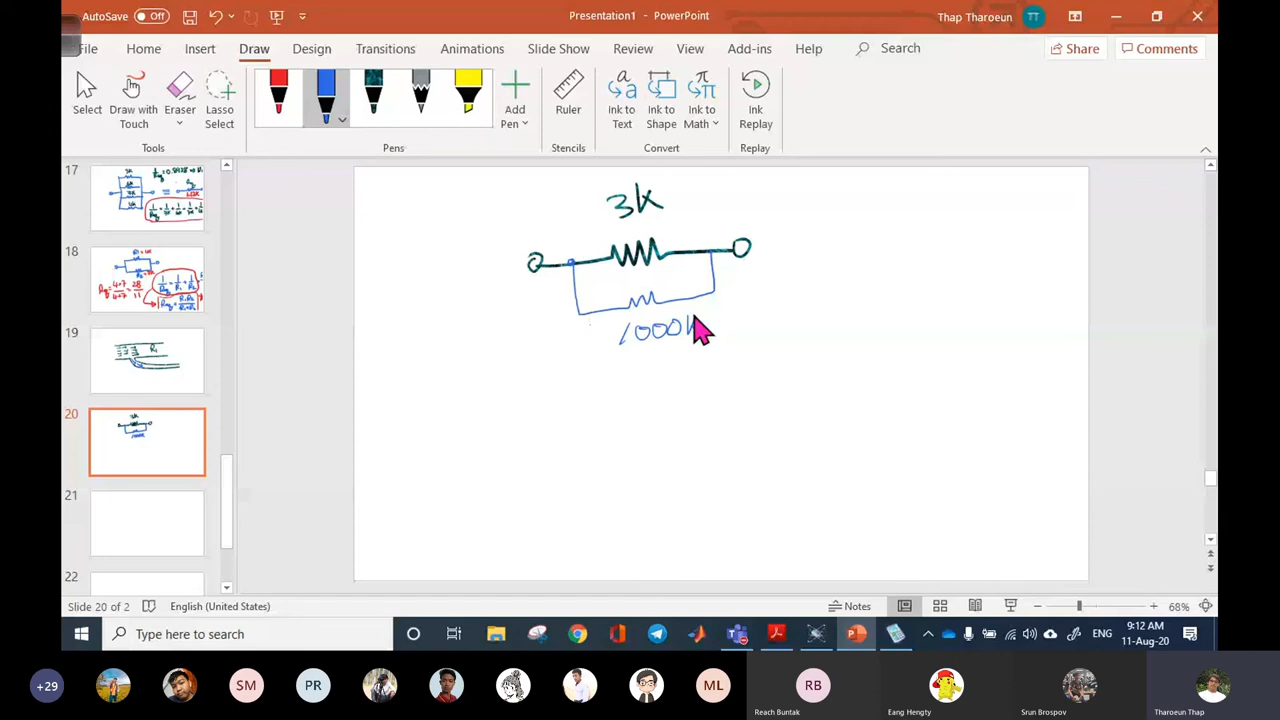 AutoSave Off
Presentation1 - PowerPoint
Thap Tharoeun TT
File Home Insert Draw Design Transitions Animations Slide Show Review View Add-ins Help Search
Share Comments
Select
Draw with Touch
Eraser
Lasso Select
Add Pen
Ruler
Ink to Text
Ink to Shape
Ink to Math
Ink Replay
Tools Pens Stencils Convert Replay
17
18
19
20
21
22
3K
1000K
Slide 20 of 2 English (United States) Notes 68%
Type here to search
ENG
9:12 AM
11-Aug-20
+29 SM PR ML RB
Reach Buntak Eang Hengty Srun Brospov Tharoeun Thap